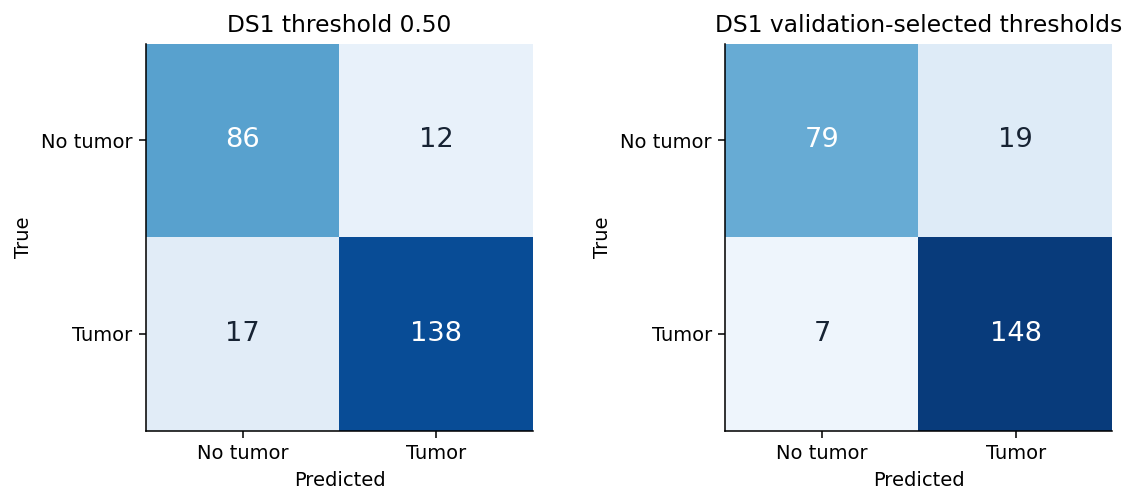 DS1 threshold 0.50
No tumor
Tumor
True
86
12
17
138
No tumor
Tumor
Predicted
DS1 validation-selected thresholds
No tumor
Tumor
True
79
19
7
148
No tumor
Tumor
Predicted